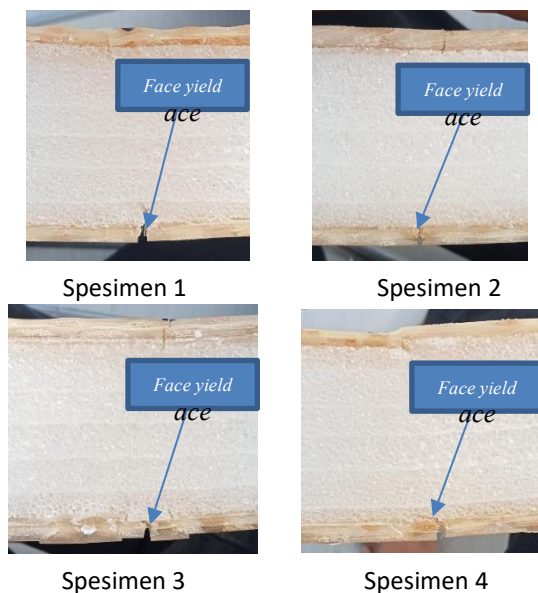 Face yield
ace
Face yield
ace
Spesimen 1
Spesimen 2
Face yield
ace
Face yield
ace
Spesimen 3
Spesimen 4